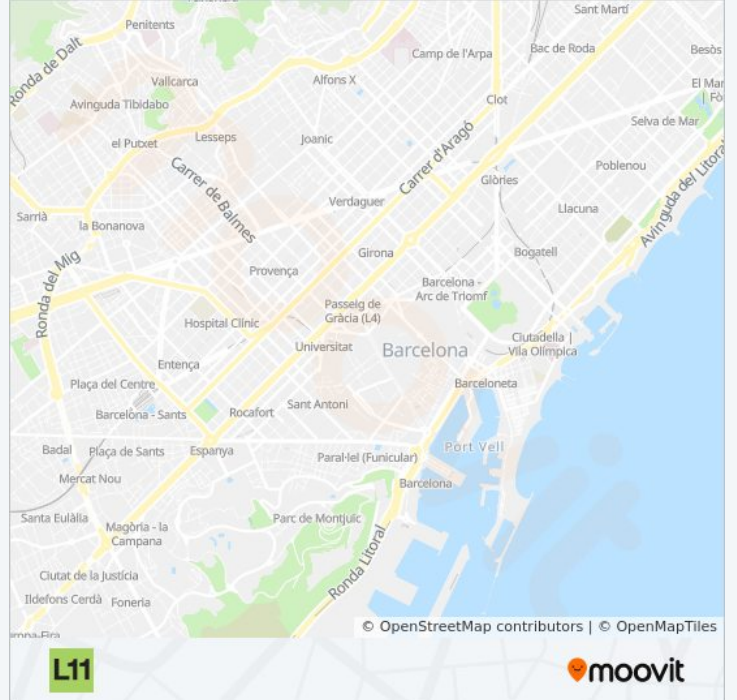 Sant Martí
Penitents
Ronda de Dalt
Camp de l'Arpa
Bac de Roda
Besòs
Vallcarca
Alfons X
El Mar
| Fò
Avinguda Tibidabo
Clot
Selva de Mar
el Putxet
Lesseps
Joanic
Carrer d'Aragó
Poblenou
Carrer de Balmes
Glòries
Avinguda del Litoral
Verdaguer
Llacuna
Sarrià
la Bonanova
Girona
Bogatell
Ronda del Mig
Provença
Barcelona -
Arc de Triomf
Passeig de
Gràcia (L4)
Hospital Clínic
Universitat
Barcelona
Ciutadella |
Vila Olímpica
Entença
Plaça del Centre
Barceloneta
Barcelona - Sants
Rocafort
Sant Antoni
Badal
Plaça de Sants
Espanya
Paral·lel (Funicular)
Port Vell
Mercat Nou
Barcelona
Santa Eulàlia
Magòria - la
Campana
Parc de Montjuïc
Ronda Litoral
Ciutat de la Justícia
Ildefons Cerdà
Foneria
© OpenStreetMap contributors | © OpenMapTiles
L11
moovit